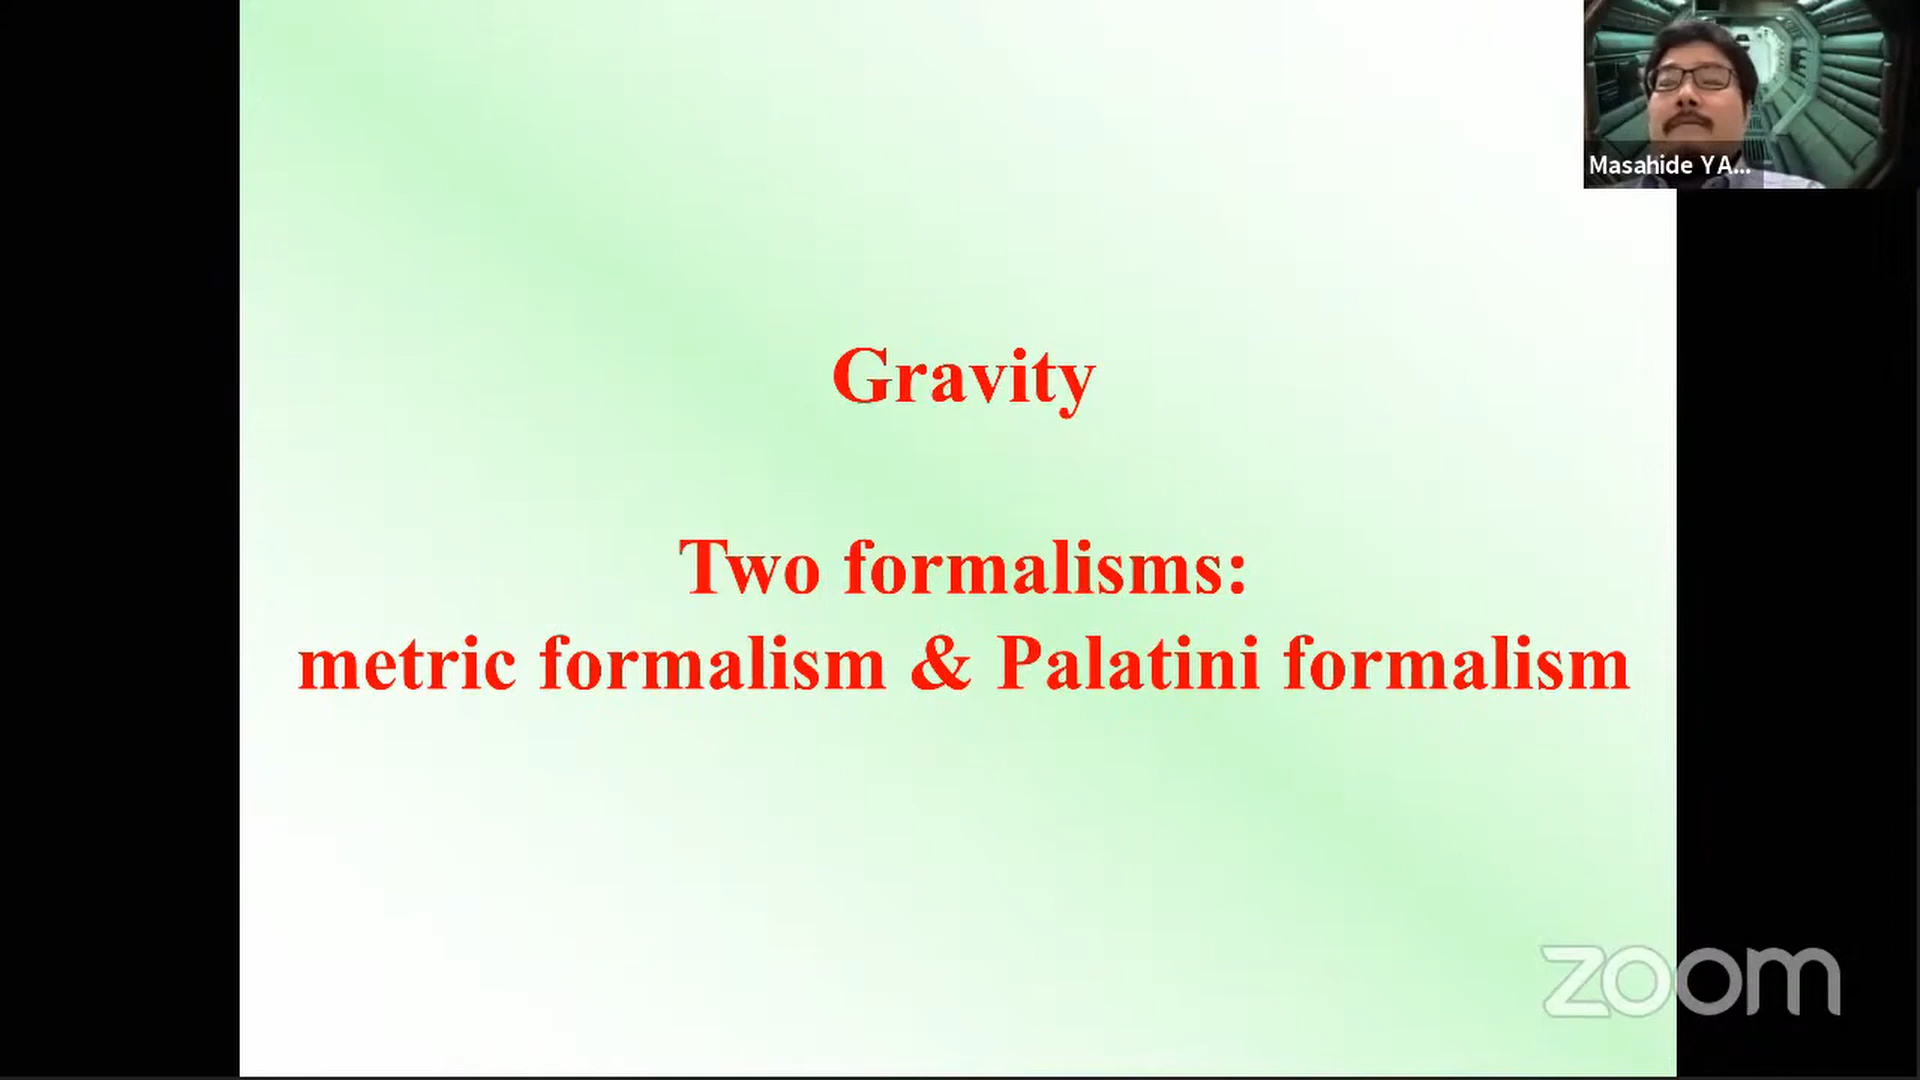 Masahide YA...
Gravity
Two formalisms:
metric formalism & Palatini formalism
zoom